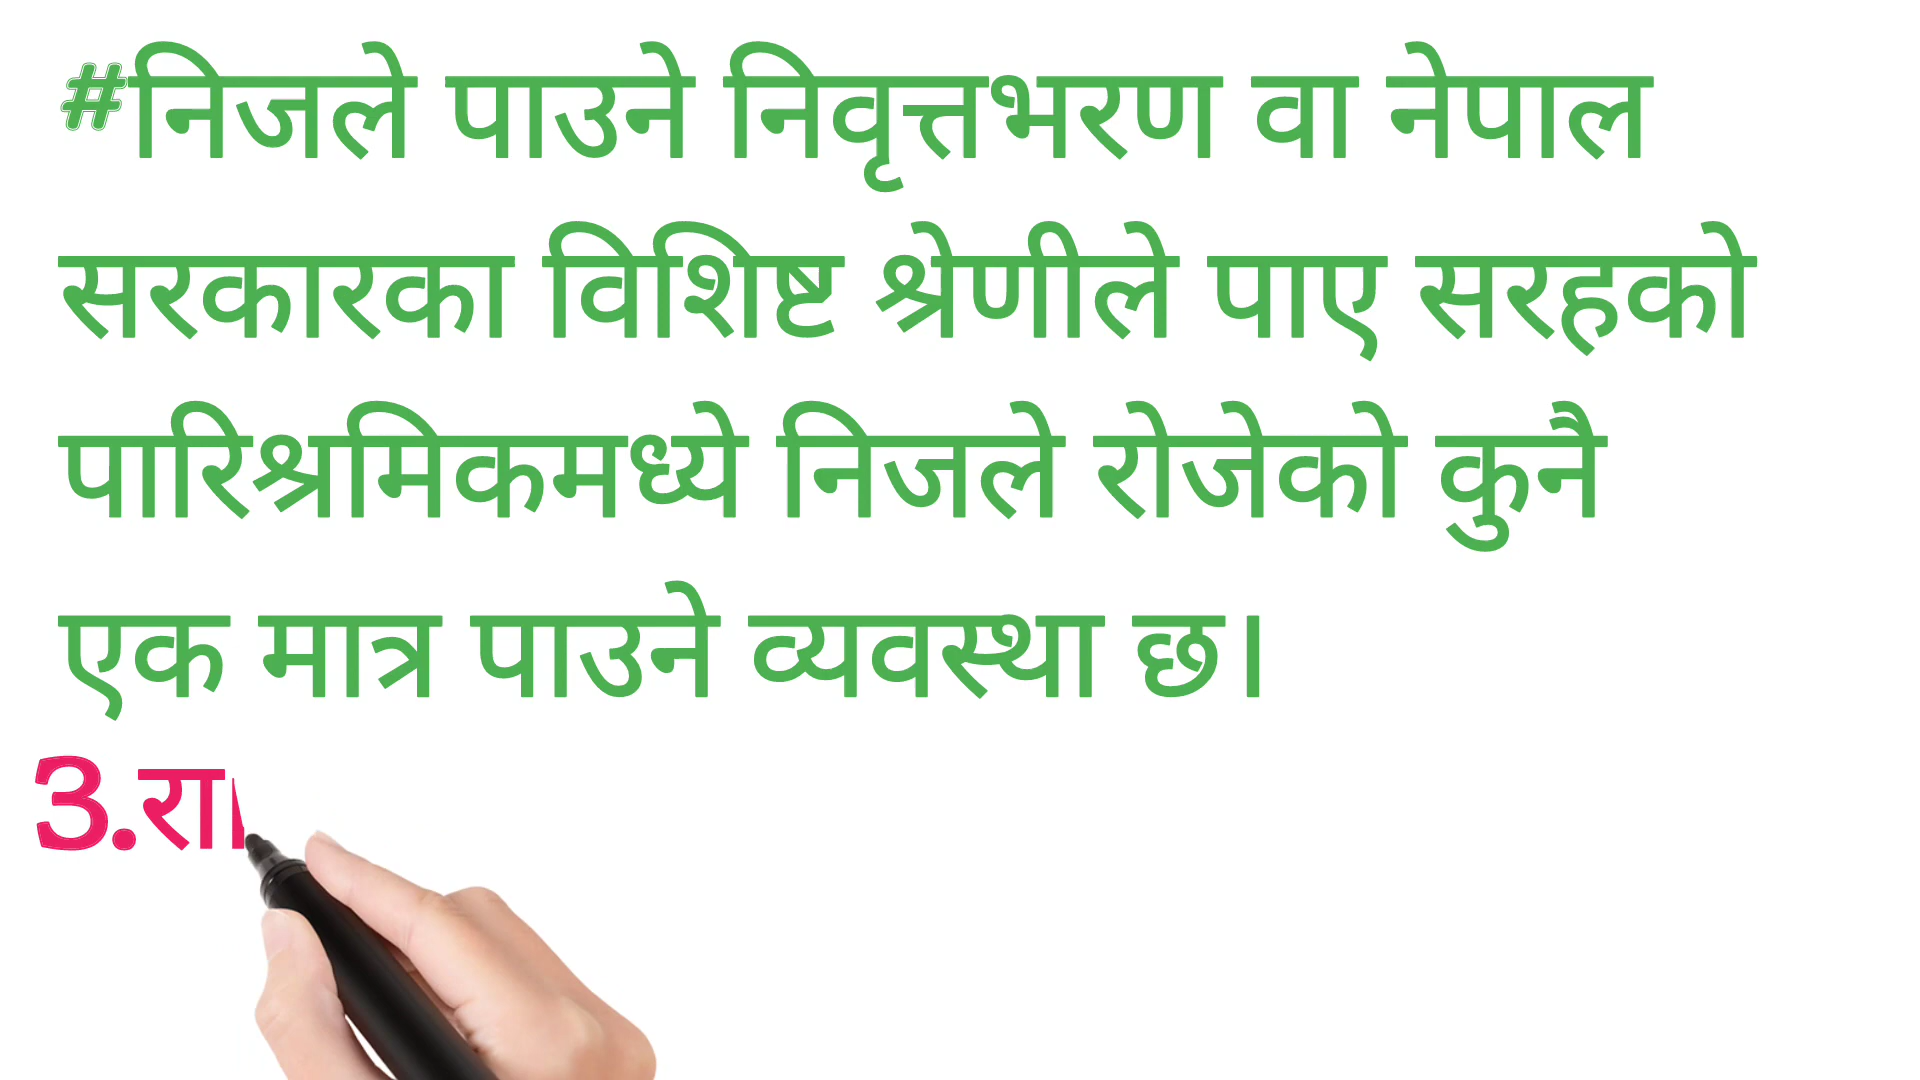 #निजले पाउने निवृत्तभरण वा नेपाल
सरकारका विशिष्ट श्रेणीले पाए सरहको
पारिश्रमिकमध्ये निजले रोजेको कुनै
एक मात्र पाउने व्यवस्था छ।
3.रा